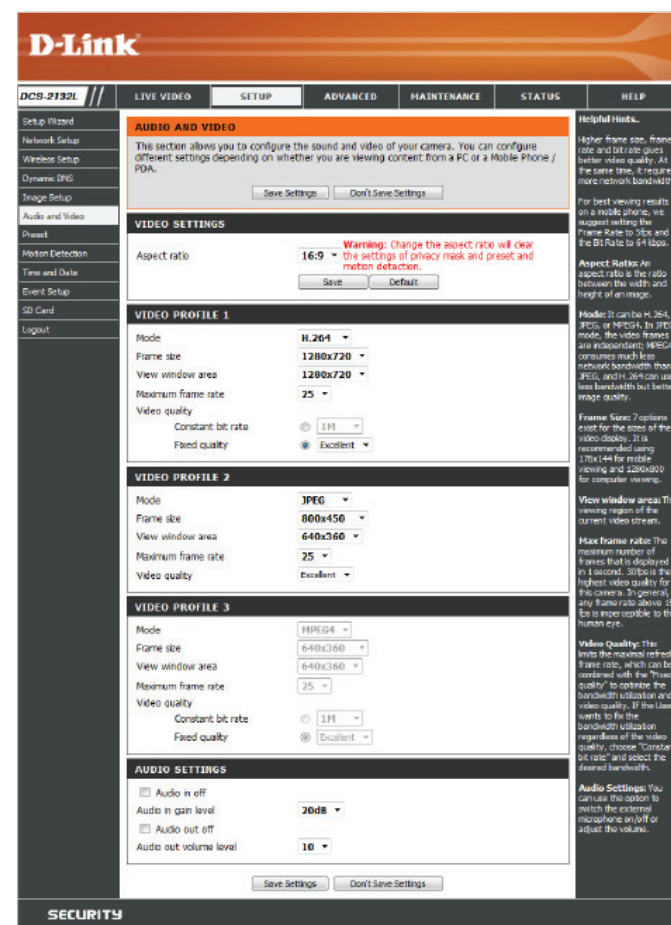 D-Link
DCS-2132L
LIVE VIDEO
SETUP
ADVANCED
MAINTENANCE
STATUS
HELP
Setup Wizard
Network Setup
Wireless Setup
Dynamic DNS
Image Setup
Audio and Video
Preset
Motion Detection
Time and Date
Event Setup
SD Card
Logout
AUDIO AND VIDEO
This section allows you to configure the sound and video of your camera. You can configure
different settings depending on whether you are viewing content from a PC or a Mobile Phone /
PDA.
Save Settings
Don't Save Settings
VIDEO SETTINGS
Aspect ratio
16:9
Warning: Change the aspect ratio will clear
the settings of privacy mask and preset and
motion detection.
Save
Default
VIDEO PROFILE 1
Mode H.264
Frame size 1280x720
View window area 1280x720
Maximum frame rate 25
Video quality
Constant bit rate 1M
Fixed quality Excellent
VIDEO PROFILE 2
Mode JPEG
Frame size 800x450
View window area 640x360
Maximum frame rate 25
Video quality Excellent
VIDEO PROFILE 3
Mode MPEG4
Frame size 640x360
View window area 640x360
Maximum frame rate 25
Video quality
Constant bit rate 1M
Fixed quality Excellent
AUDIO SETTINGS
Audio in off
Audio in gain level 20dB
Audio out off
Audio out volume level 10
Save Settings
Don't Save Settings
Helpful Hints..
Higher frame size, frame
rate and bit rate gives
better video quality. At
the same time, it require
more network bandwidth
For best viewing results
on a mobile phone, we
suggest setting the
Frame Rate to 5fps and
the Bit Rate to 64 kbps.
Aspect Ratio: An
aspect ratio is the ratio
between the width and
height of an image.
Mode: It can be H.264,
JPEG, or MPEG4. In JPEG
mode, the video frames
are independent; MPEG4
consumes much less
network bandwidth than
JPEG, and H.264 can use
less bandwidth but bette
image quality.
Frame Size: 7 options
exist for the sizes of the
video display. It is
recommended using
176x144 for mobile
viewing and 1280x800
for computer viewing.
View window area: Th
viewing region of the
current video stream.
Max frame rate: The
maximum number of
frames that is displayed
in 1 second. 30fps is the
highest video quality for
this camera. In general,
any frame rate above 15
fps is imperceptible to th
human eye.
Video Quality: This
limits the maximal refresh
frame rate, which can be
combined with the "Fixed
quality" to optimize the
bandwidth utilization and
video quality. If the User
wants to fix the
bandwidth utilization
regardless of the video
quality, choose "Constan
bit rate" and select the
desired bandwidth.
Audio Settings: You
can use the option to
switch the external
microphone on/off or
adjust the volume.
SECURITY